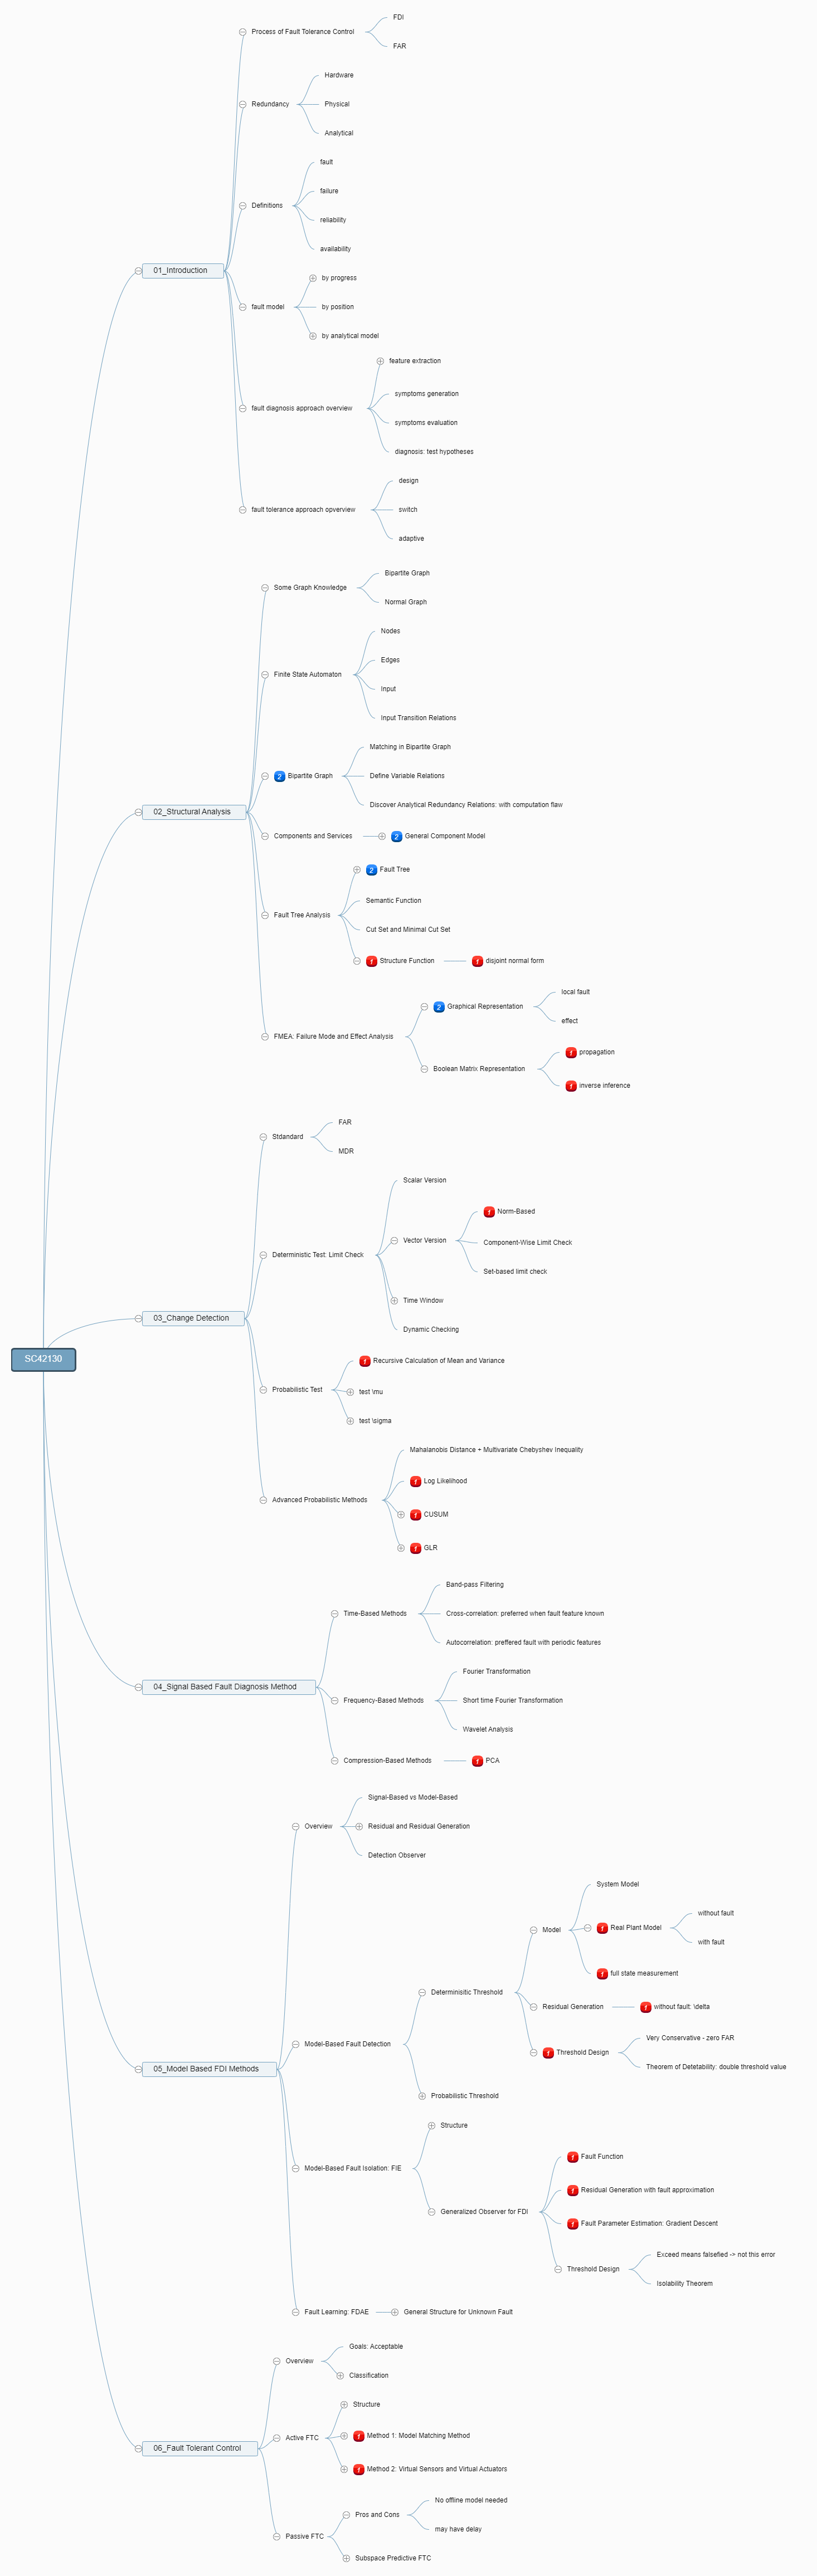 Process of Fault Tolerance Control
FDI
FAR
Redundancy
Hardware
Physical
Analytical
Definitions
fault
failure
reliability
availability
01_Introduction
fault model
by progress
by position
by analytical model
fault diagnosis approach overview
feature extraction
symptoms generation
symptoms evaluation
diagnosis: test hypotheses
fault tolerance approach opverview
design
switch
adaptive
Some Graph Knowledge
Bipartite Graph
Normal Graph
Finite State Automaton
Nodes
Edges
Input
Input Transition Relations
02_Structural Analysis
2 Bipartite Graph
Matching in Bipartite Graph
Define Variable Relations
Discover Analytical Redundancy Relations: with computation flaw
Components and Services
2 General Component Model
Fault Tree Analysis
2 Fault Tree
Semantic Function
Cut Set and Minimal Cut Set
f Structure Function
f disjoint normal form
FMEA: Failure Mode and Effect Analysis
2 Graphical Representation
local fault
effect
Boolean Matrix Representation
f propagation
f inverse inference
Stdandard
FAR
MDR
Deterministic Test: Limit Check
Scalar Version
Vector Version
f Norm-Based
Component-Wise Limit Check
Set-based limit check
Time Window
Dynamic Checking
03_Change Detection
SC42130
Probabilistic Test
f Recursive Calculation of Mean and Variance
test \mu
test \sigma
Advanced Probabilistic Methods
Mahalanobis Distance + Multivariate Chebyshev Inequality
f Log Likelihood
f CUSUM
f GLR
Time-Based Methods
Band-pass Filtering
Cross-correlation: preferred when fault feature known
Autocorrelation: preffered fault with periodic features
04_Signal Based Fault Diagnosis Method
Frequency-Based Methods
Fourier Transformation
Short time Fourier Transformation
Wavelet Analysis
Compression-Based Methods
f PCA
Overview
Signal-Based vs Model-Based
Residual and Residual Generation
Detection Observer
Model-Based Fault Detection
Determinisitic Threshold
Model
System Model
f Real Plant Model
without fault
with fault
f full state measurement
Residual Generation
f without fault: \delta
f Threshold Design
Very Conservative - zero FAR
Theorem of Detetability: double threshold value
Probabilistic Threshold
05_Model Based FDI Methods
Model-Based Fault Isolation: FIE
Structure
Generalized Observer for FDI
f Fault Function
f Residual Generation with fault approximation
f Fault Parameter Estimation: Gradient Descent
Threshold Design
Exceed means falsefied -> not this error
Isolability Theorem
Fault Learning: FDAE
General Structure for Unknown Fault
Overview
Goals: Acceptable
Classification
Active FTC
Structure
f Method 1: Model Matching Method
f Method 2: Virtual Sensors and Virtual Actuators
06_Fault Tolerant Control
Passive FTC
Pros and Cons
No offline model needed
may have delay
Subspace Predictive FTC